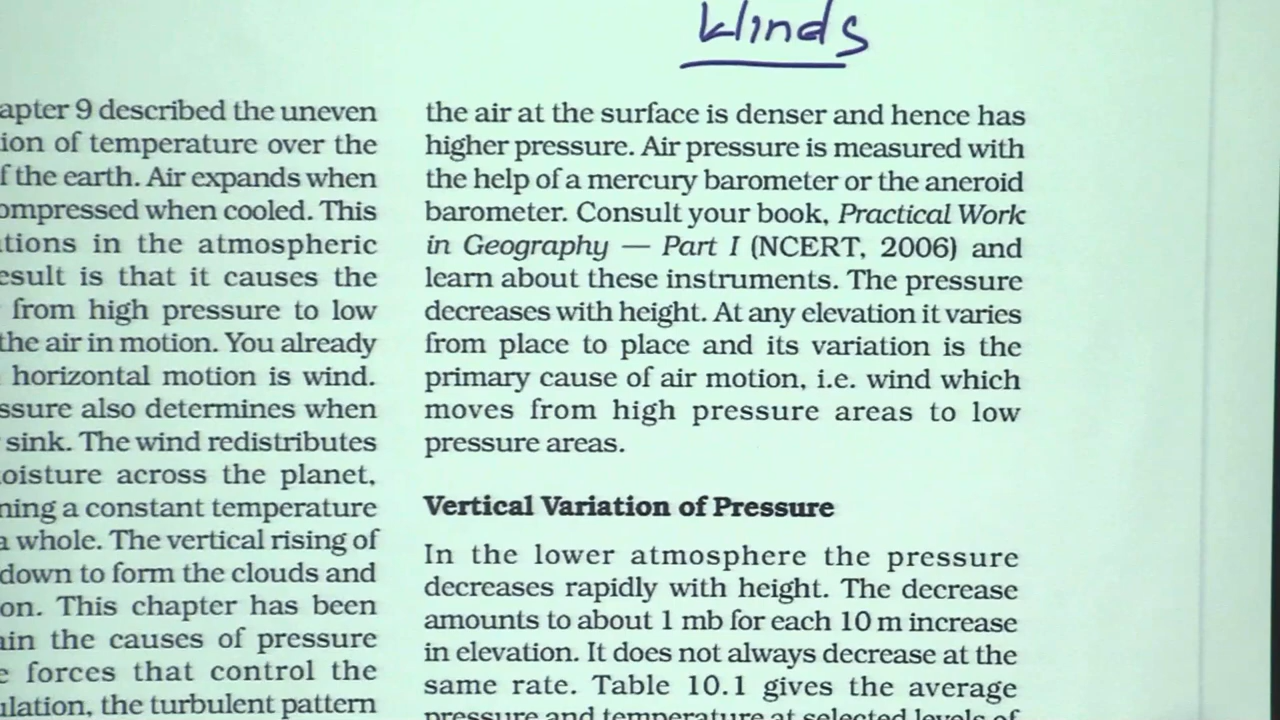 Winds
apter 9 described the uneven
ion of temperature over the
f the earth. Air expands when
ompressed when cooled. This
tions in the atmospheric
esult is that it causes the
from high pressure to low
the air in motion. You already
horizontal motion is wind.
ssure also determines when
sink. The wind redistributes
oisture across the planet,
ning a constant temperature
a whole. The vertical rising of
down to form the clouds and
on. This chapter has been
ain the causes of pressure
e forces that control the
ulation, the turbulent pattern
the air at the surface is denser and hence has
higher pressure. Air pressure is measured with
the help of a mercury barometer or the aneroid
barometer. Consult your book, Practical Work
in Geography — Part I (NCERT, 2006) and
learn about these instruments. The pressure
decreases with height. At any elevation it varies
from place to place and its variation is the
primary cause of air motion, i.e. wind which
moves from high pressure areas to low
pressure areas.
Vertical Variation of Pressure
In the lower atmosphere the pressure
decreases rapidly with height. The decrease
amounts to about 1 mb for each 10 m increase
in elevation. It does not always decrease at the
same rate. Table 10.1 gives the average
pressure and temperature at selected levels of